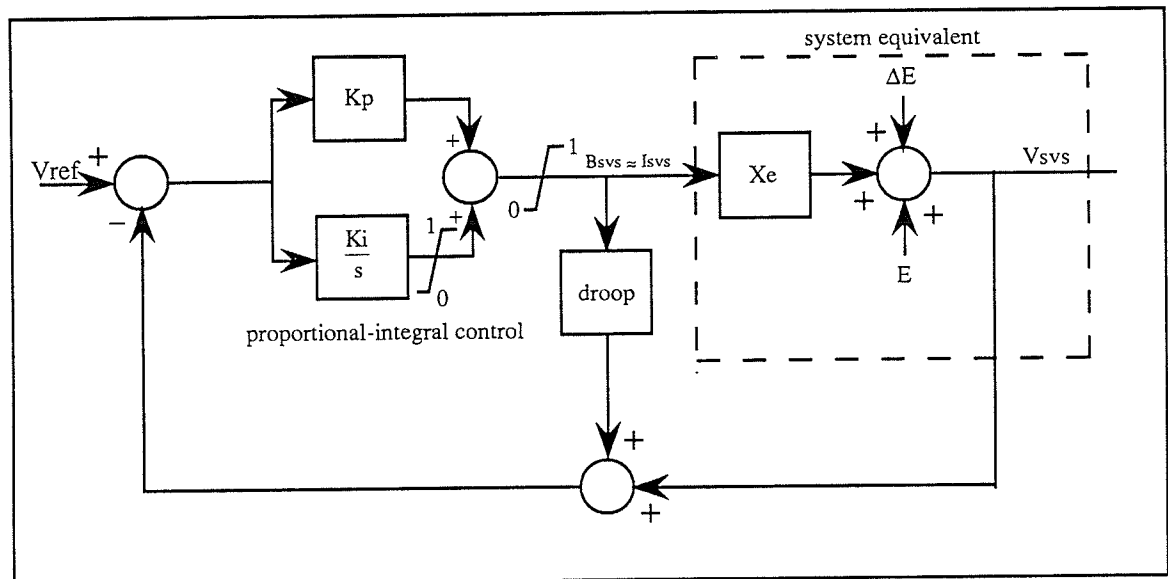 system equivalent
ΔE
Kp
+
+
+
Vref
+
1
Bsvs ≈ Isvs
Xe
Vsvs
−
0
+
+
Ki
s
1
+
0
E
droop
proportional-integral control
+
+